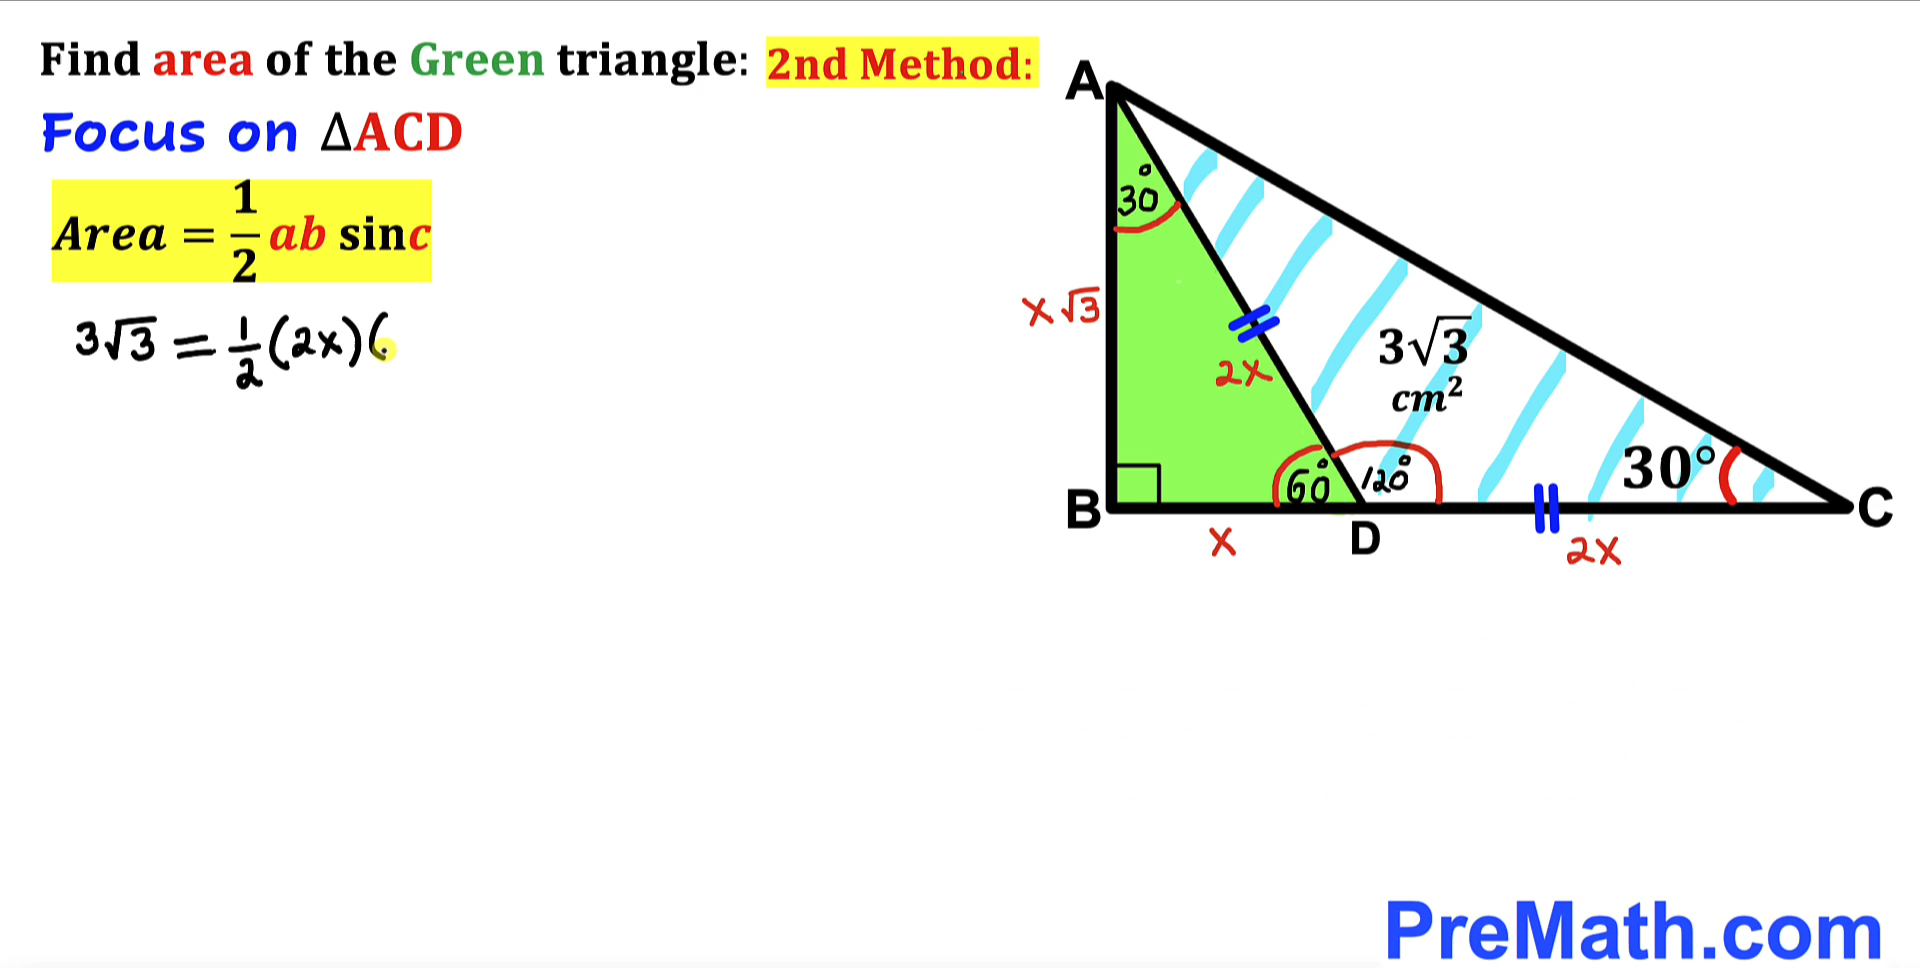 Find area of the Green triangle: 2nd Method:
Focus on ΔACD
Area = 1/2 ab sinc
3√3 = 1/2 (2x)(
A
30°
x√3
2x
3√3
cm²
60°
120°
30°
B
D
C
x
2x
PreMath.com